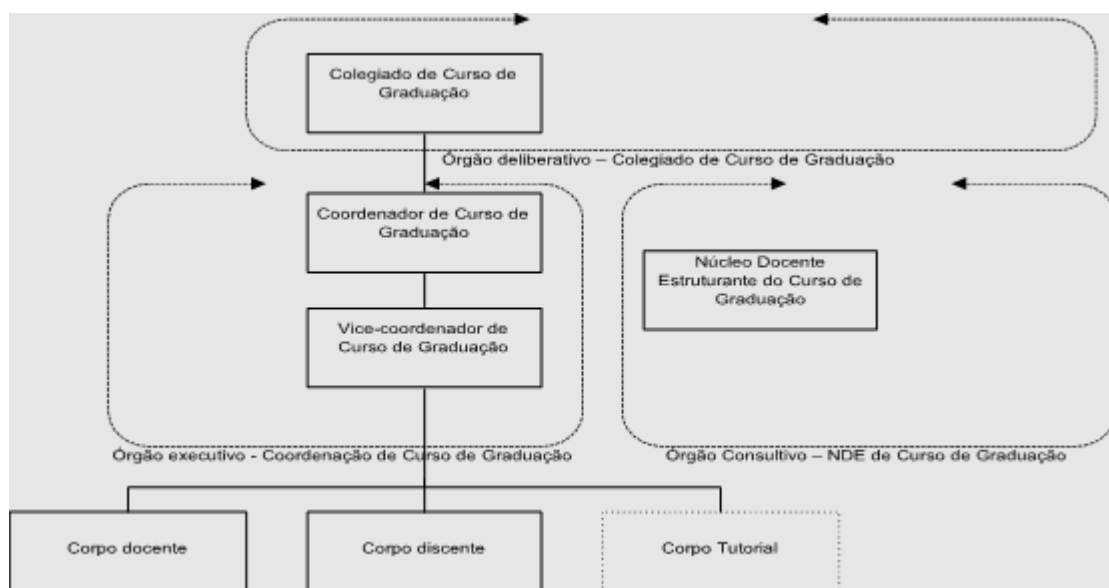 Colegiado de Curso de
Graduação
Órgão deliberativo – Colegiado de Curso de Graduação
Coordenador de Curso de
Graduação
Núcleo Docente
Estruturante do Curso de
Graduação
Vice-coordenador de
Curso de Graduação
Órgão executivo - Coordenação de Curso de Graduação
Órgão Consultivo – NDE de Curso de Graduação
Corpo docente
Corpo discente
Corpo Tutorial